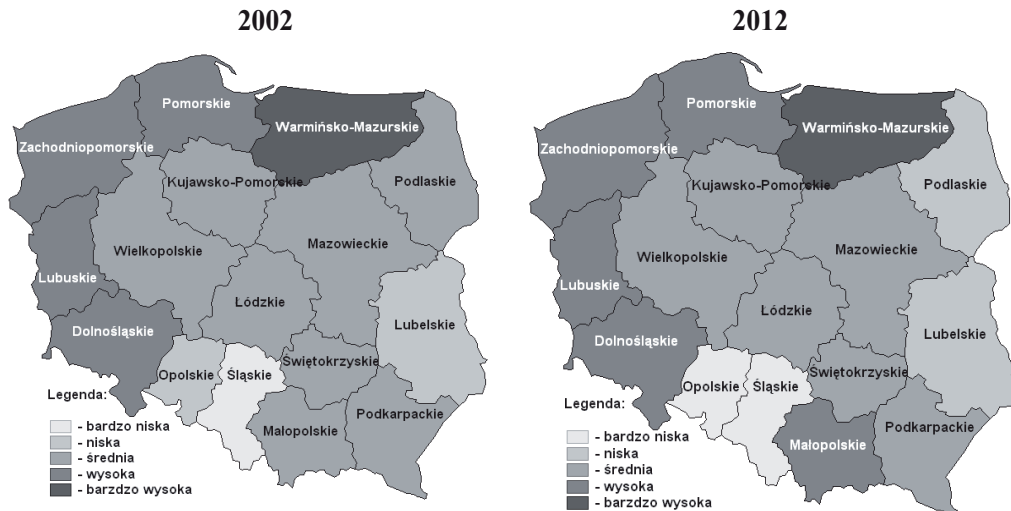 2002
Pomorskie
Warmińsko-Mazurskie
Zachodniopomorskie
Podlaskie
Kujawsko-Pomorskie
Wielkopolskie
Mazowieckie
Lubuskie
Łódzkie
Lubelskie
Dolnośląskie
Świętokrzyskie
Opolskie
Śląskie
Podkarpackie
Małopolskie
Legenda:
- bardzo niska
- niska
- średnia
- wysoka
- barzdzo wysoka
2012
Pomorskie
Warmińsko-Mazurskie
Zachodniopomorskie
Podlaskie
Kujawsko-Pomorskie
Wielkopolskie
Mazowieckie
Lubuskie
Łódzkie
Lubelskie
Dolnośląskie
Świętokrzyskie
Opolskie
Śląskie
Podkarpackie
Małopolskie
Legenda:
- bardzo niska
- niska
- średnia
- wysoka
- barzdzo wysoka